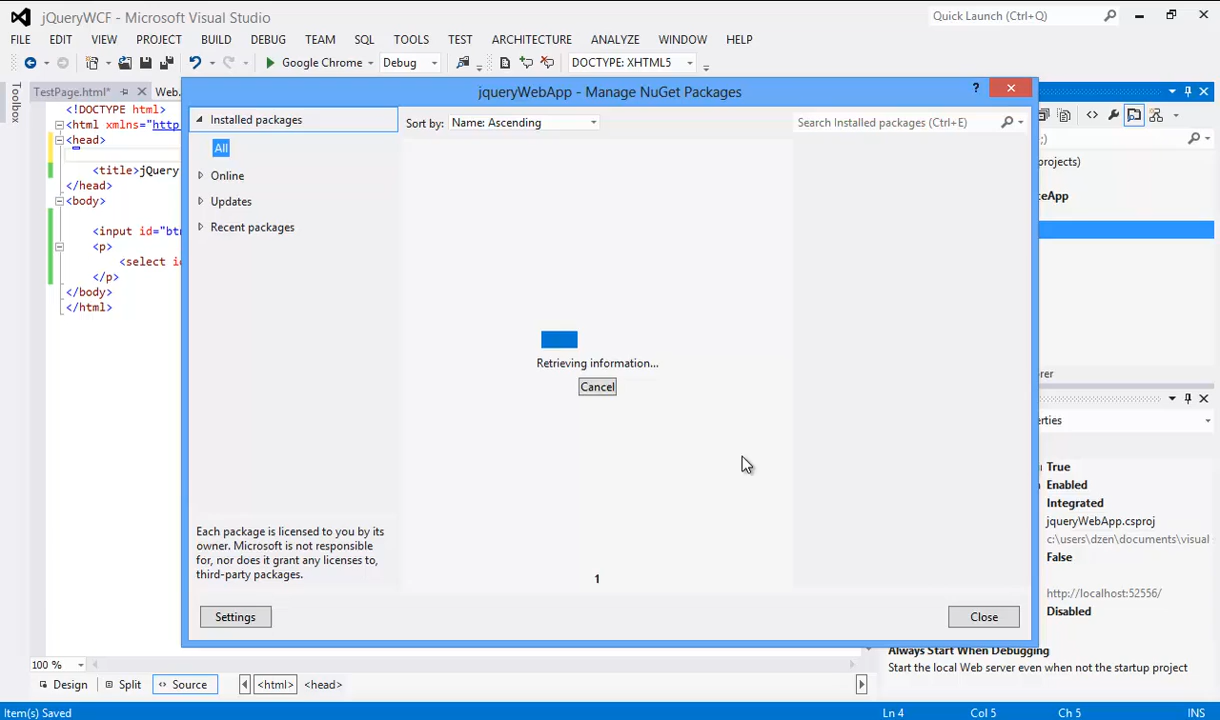 jQueryWCF - Microsoft Visual Studio
Quick Launch (Ctrl+Q)
FILE EDIT VIEW PROJECT BUILD DEBUG TEAM SQL TOOLS TEST ARCHITECTURE ANALYZE WINDOW HELP
Google Chrome Debug DOCTYPE: XHTML5
Toolbox
TestPage.html* Web.
<!DOCTYPE html>
<html xmlns="http
<head>
<title>jQuery
</head>
<body>
<input id="bt
<p>
<select i
</p>
</body>
</html>
jqueryWebApp - Manage NuGet Packages
?
Installed packages
All
Online
Updates
Recent packages
Sort by: Name: Ascending
Search Installed packages (Ctrl+E)
Retrieving information...
Cancel
Each package is licensed to you by its
owner. Microsoft is not responsible
for, nor does it grant any licenses to,
third-party packages.
1
Settings
Close
;)
projects)
teApp
rer
erties
True
Enabled
Integrated
jqueryWebApp.csproj
c:\users\dzen\documents\visual
False
http://localhost:52556/
Disabled
Always Start When Debugging
Start the local Web server even when not the startup project
100 %
Design Split Source <html> <head>
Item(s) Saved
Ln 4 Col 5 Ch 5 INS